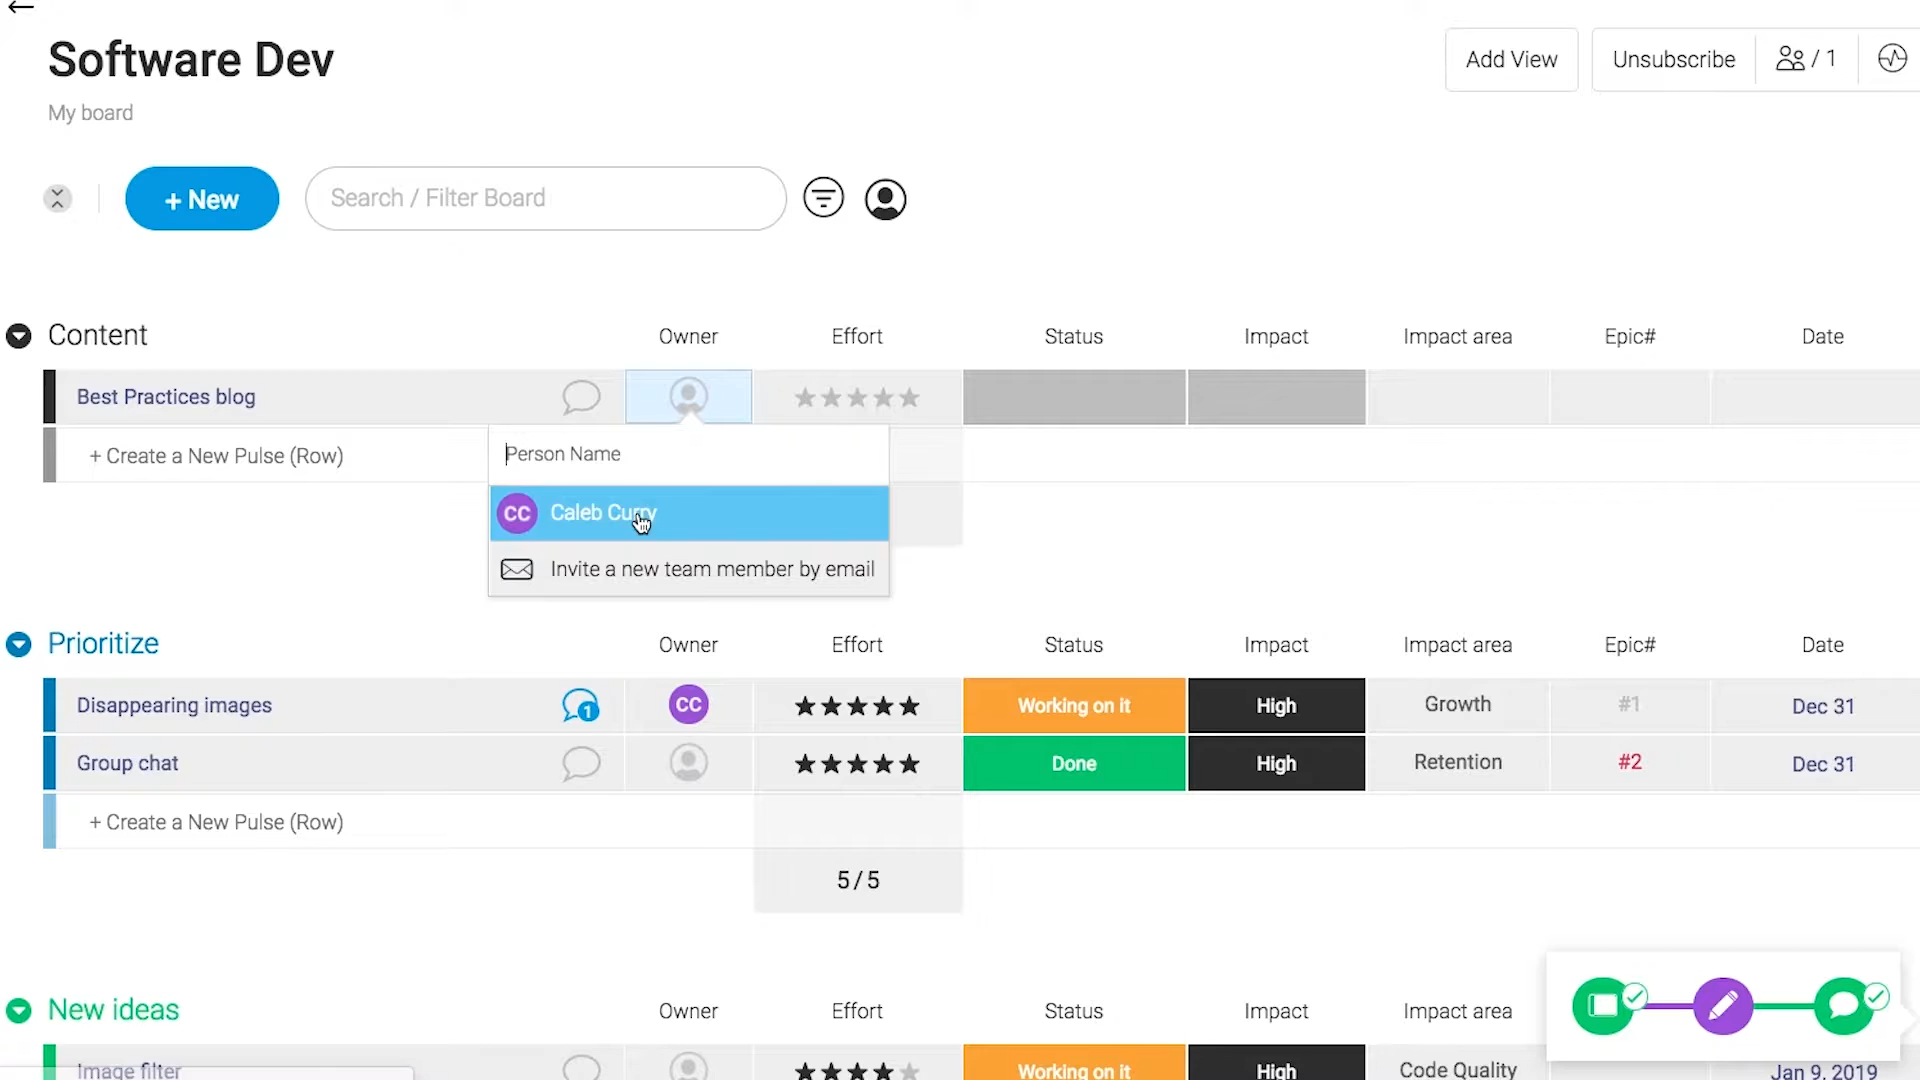 Software Dev
Add View
Unsubscribe
/ 1
My board
+ New
Search / Filter Board
Content Owner Effort Status Impact Impact area Epic# Date
Best Practices blog
+ Create a New Pulse (Row)
Person Name
CC Caleb Curry
Invite a new team member by email
Prioritize Owner Effort Status Impact Impact area Epic# Date
Disappearing images 1 CC Working on it High Growth #1 Dec 31
Group chat Done High Retention #2 Dec 31
+ Create a New Pulse (Row)
5 / 5
New ideas Owner Effort Status Impact Impact area
Image filter Working on it High Code Quality Jan 9, 2019